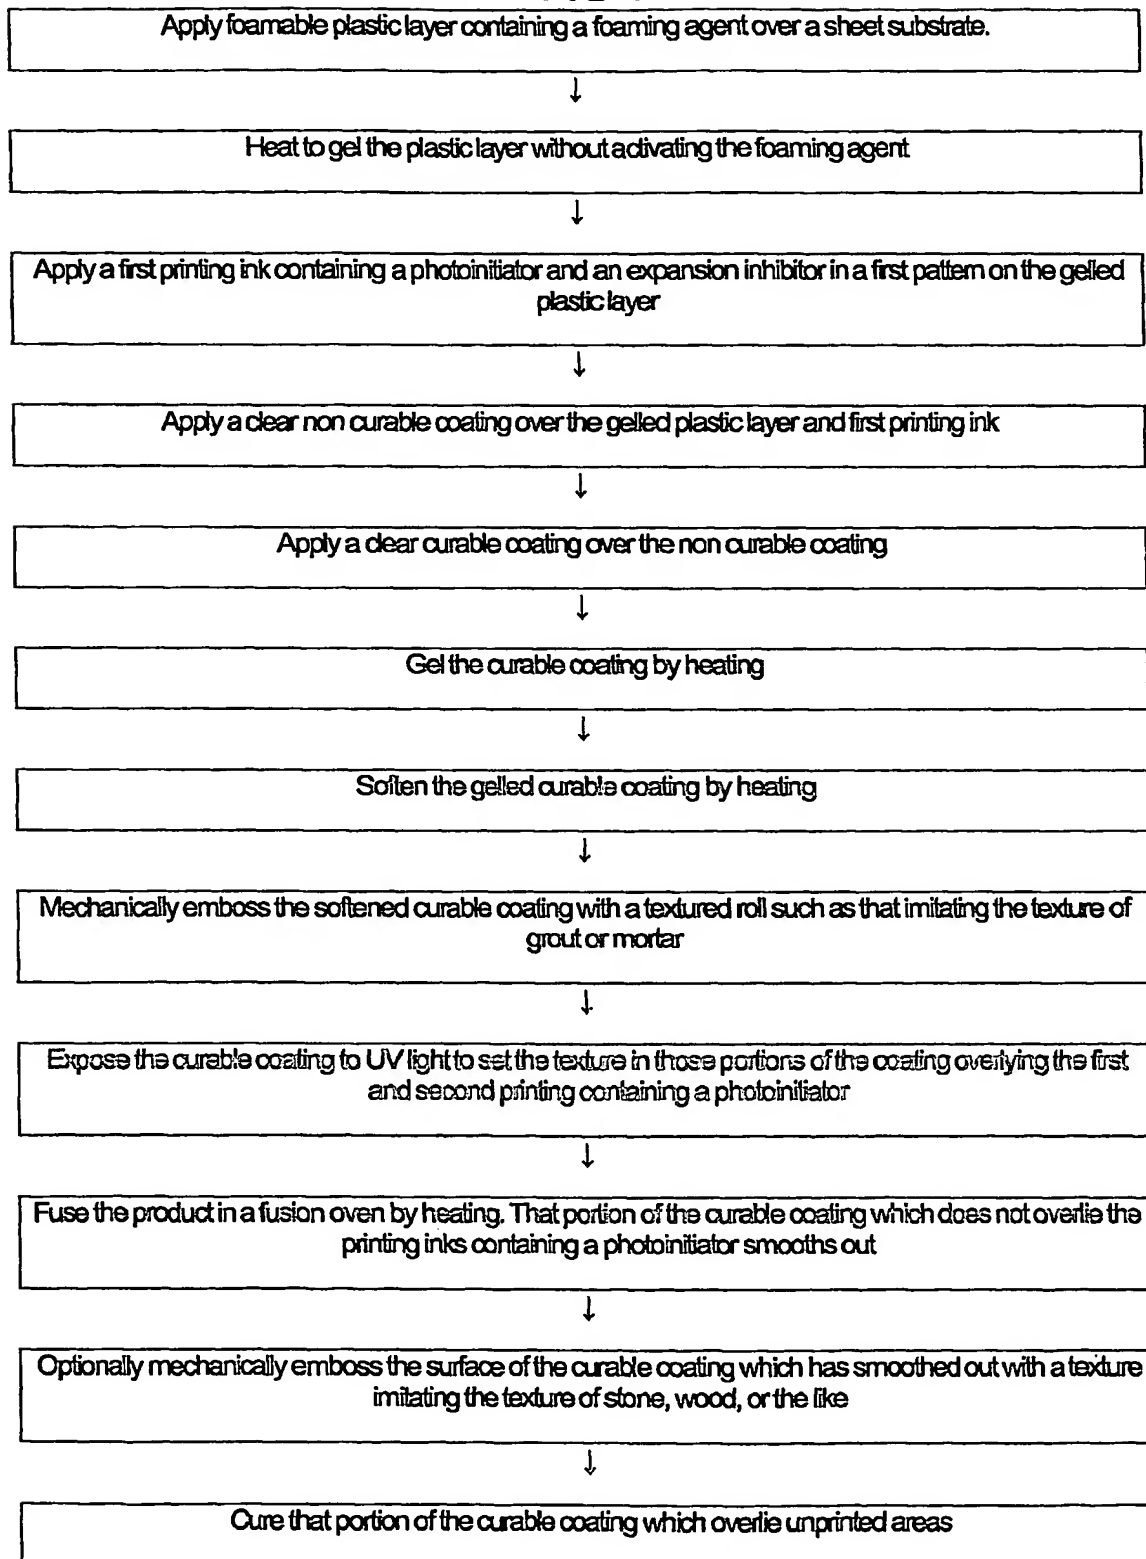 Apply foamable plastic layer containing a foaming agent over a sheet substrate.
Heat to gel the plastic layer without activating the foaming agent
Apply a first printing ink containing a photoinitiator and an expansion inhibitor in a first pattern on the gelled
plastic layer
Apply a clear non curable coating over the gelled plastic layer and first printing ink
Apply a clear curable coating over the non curable coating
Gel the curable coating by heating
Soften the gelled curable coating by heating
Mechanically emboss the softened curable coating with a textured roll such as that imitating the texture of
grout or mortar
Expose the curable coating to UV light to set the texture in those portions of the coating overlying the first
and second printing containing a photoinitiator
Fuse the product in a fusion oven by heating. That portion of the curable coating which does not overlie the
printing inks containing a photoinitiator smooths out
Optionally mechanically emboss the surface of the curable coating which has smoothed out with a texture
imitating the texture of stone, wood, or the like
Cure that portion of the curable coating which overlie unprinted areas